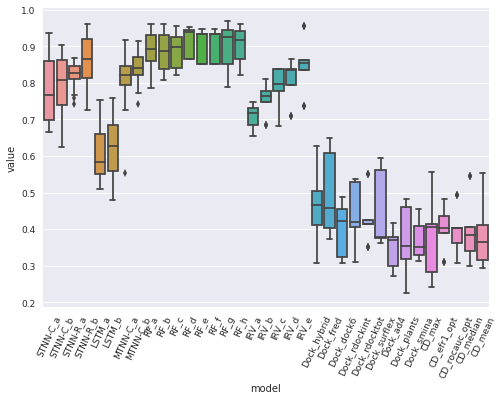 1.0
0.9
0.8
0.7
0.6
0.5
0.4
0.3
0.2
value
STNN-C_a
STNN-C_b
STNN-R_a
STNN-R_b
LSTM_a
LSTM_b
MTNN-C_a
MTNN-C_b
RF_a
RF_b
RF_c
RF_d
RF_e
RF_f
RF_g
RF_h
IRV_a
IRV_b
IRV_c
IRV_d
IRV_e
Dock_hybrid
Dock_fred
Dock_dock6
Dock_rdockint
Dock_rdocktot
Dock_surflex
Dock_ad4
Dock_plants
Dock_smina
CD_max
CD_efr1_opt
CD_rocauc_opt
CD_median
CD_mean
model